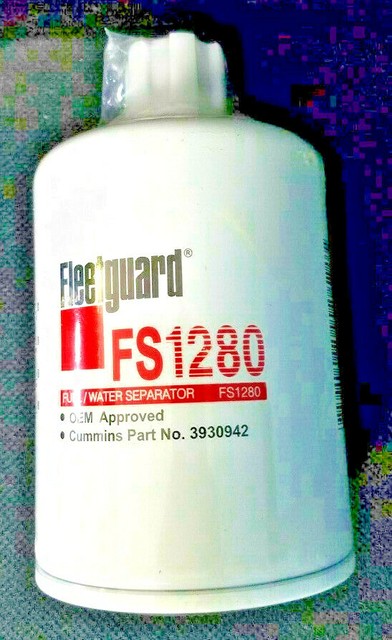 Fleetguard®
FS1280
FUEL/WATER SEPARATOR FS1280
• OEM Approved
• Cummins Part No. 3930942